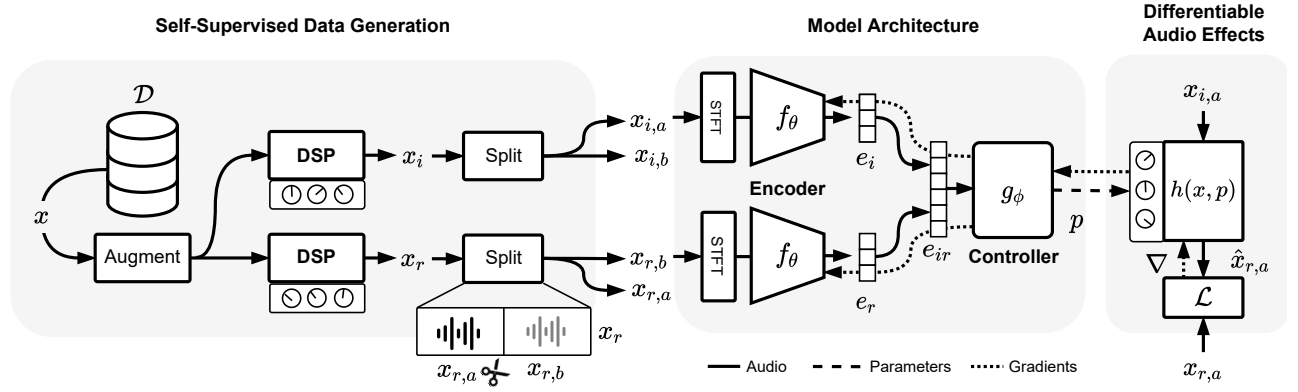 Self-Supervised Data Generation
Model Architecture
Differentiable
Audio Effects
𝒟
x
Augment
DSP
x_i
Split
x_{i,a}
x_{i,b}
DSP
x_r
Split
x_{r,b}
x_{r,a}
x_r
x_{r,a}
x_{r,b}
STFT
f_θ
e_i
Encoder
STFT
f_θ
e_r
e_{ir}
g_ϕ
Controller
p
x_{i,a}
h(x, p)
∇
x̂_{r,a}
ℒ
x_{r,a}
Audio
Parameters
Gradients